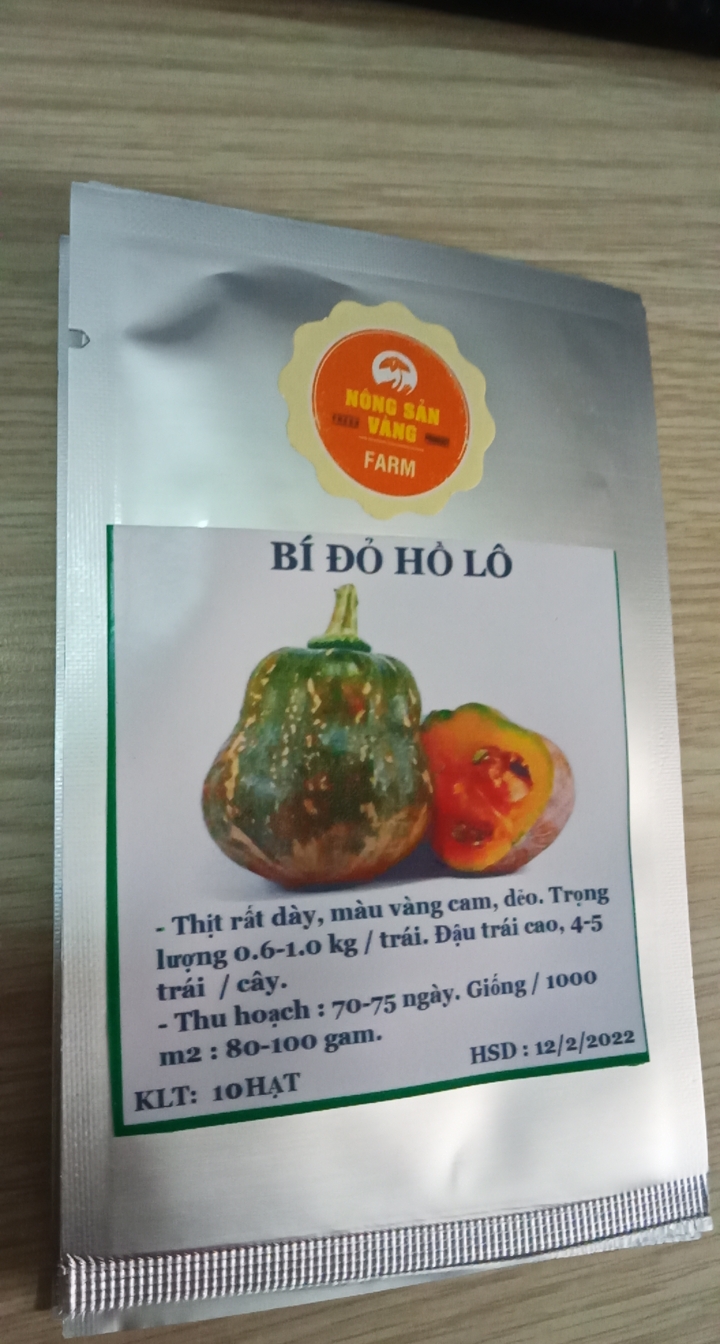 NÔNG SẢN
VÀNG
FARM
BÍ ĐỎ HỒ LÔ
- Thịt rất dày, màu vàng cam, dẻo. Trọng
lượng 0.6-1.0 kg / trái. Đậu trái cao, 4-5
trái / cây.
- Thu hoạch : 70-75 ngày. Giống / 1000
m2 : 80-100 gam.
HSD : 12/2/2022
KLT: 10HẠT